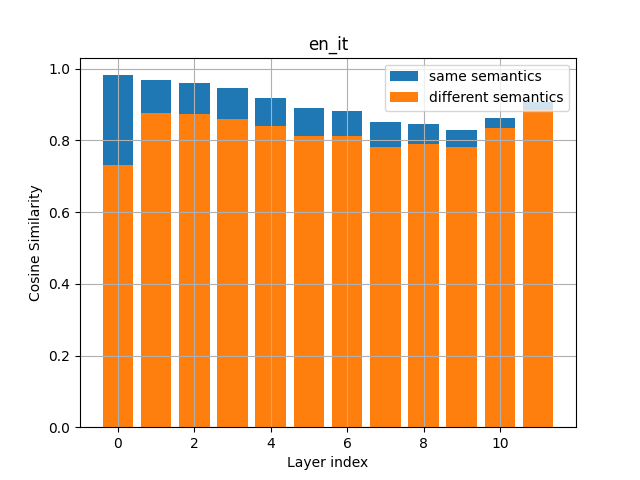 en_it
same semantics
different semantics
1.0
0.8
0.6
0.4
0.2
0.0
Cosine Similarity
0 2 4 6 8 10
Layer index